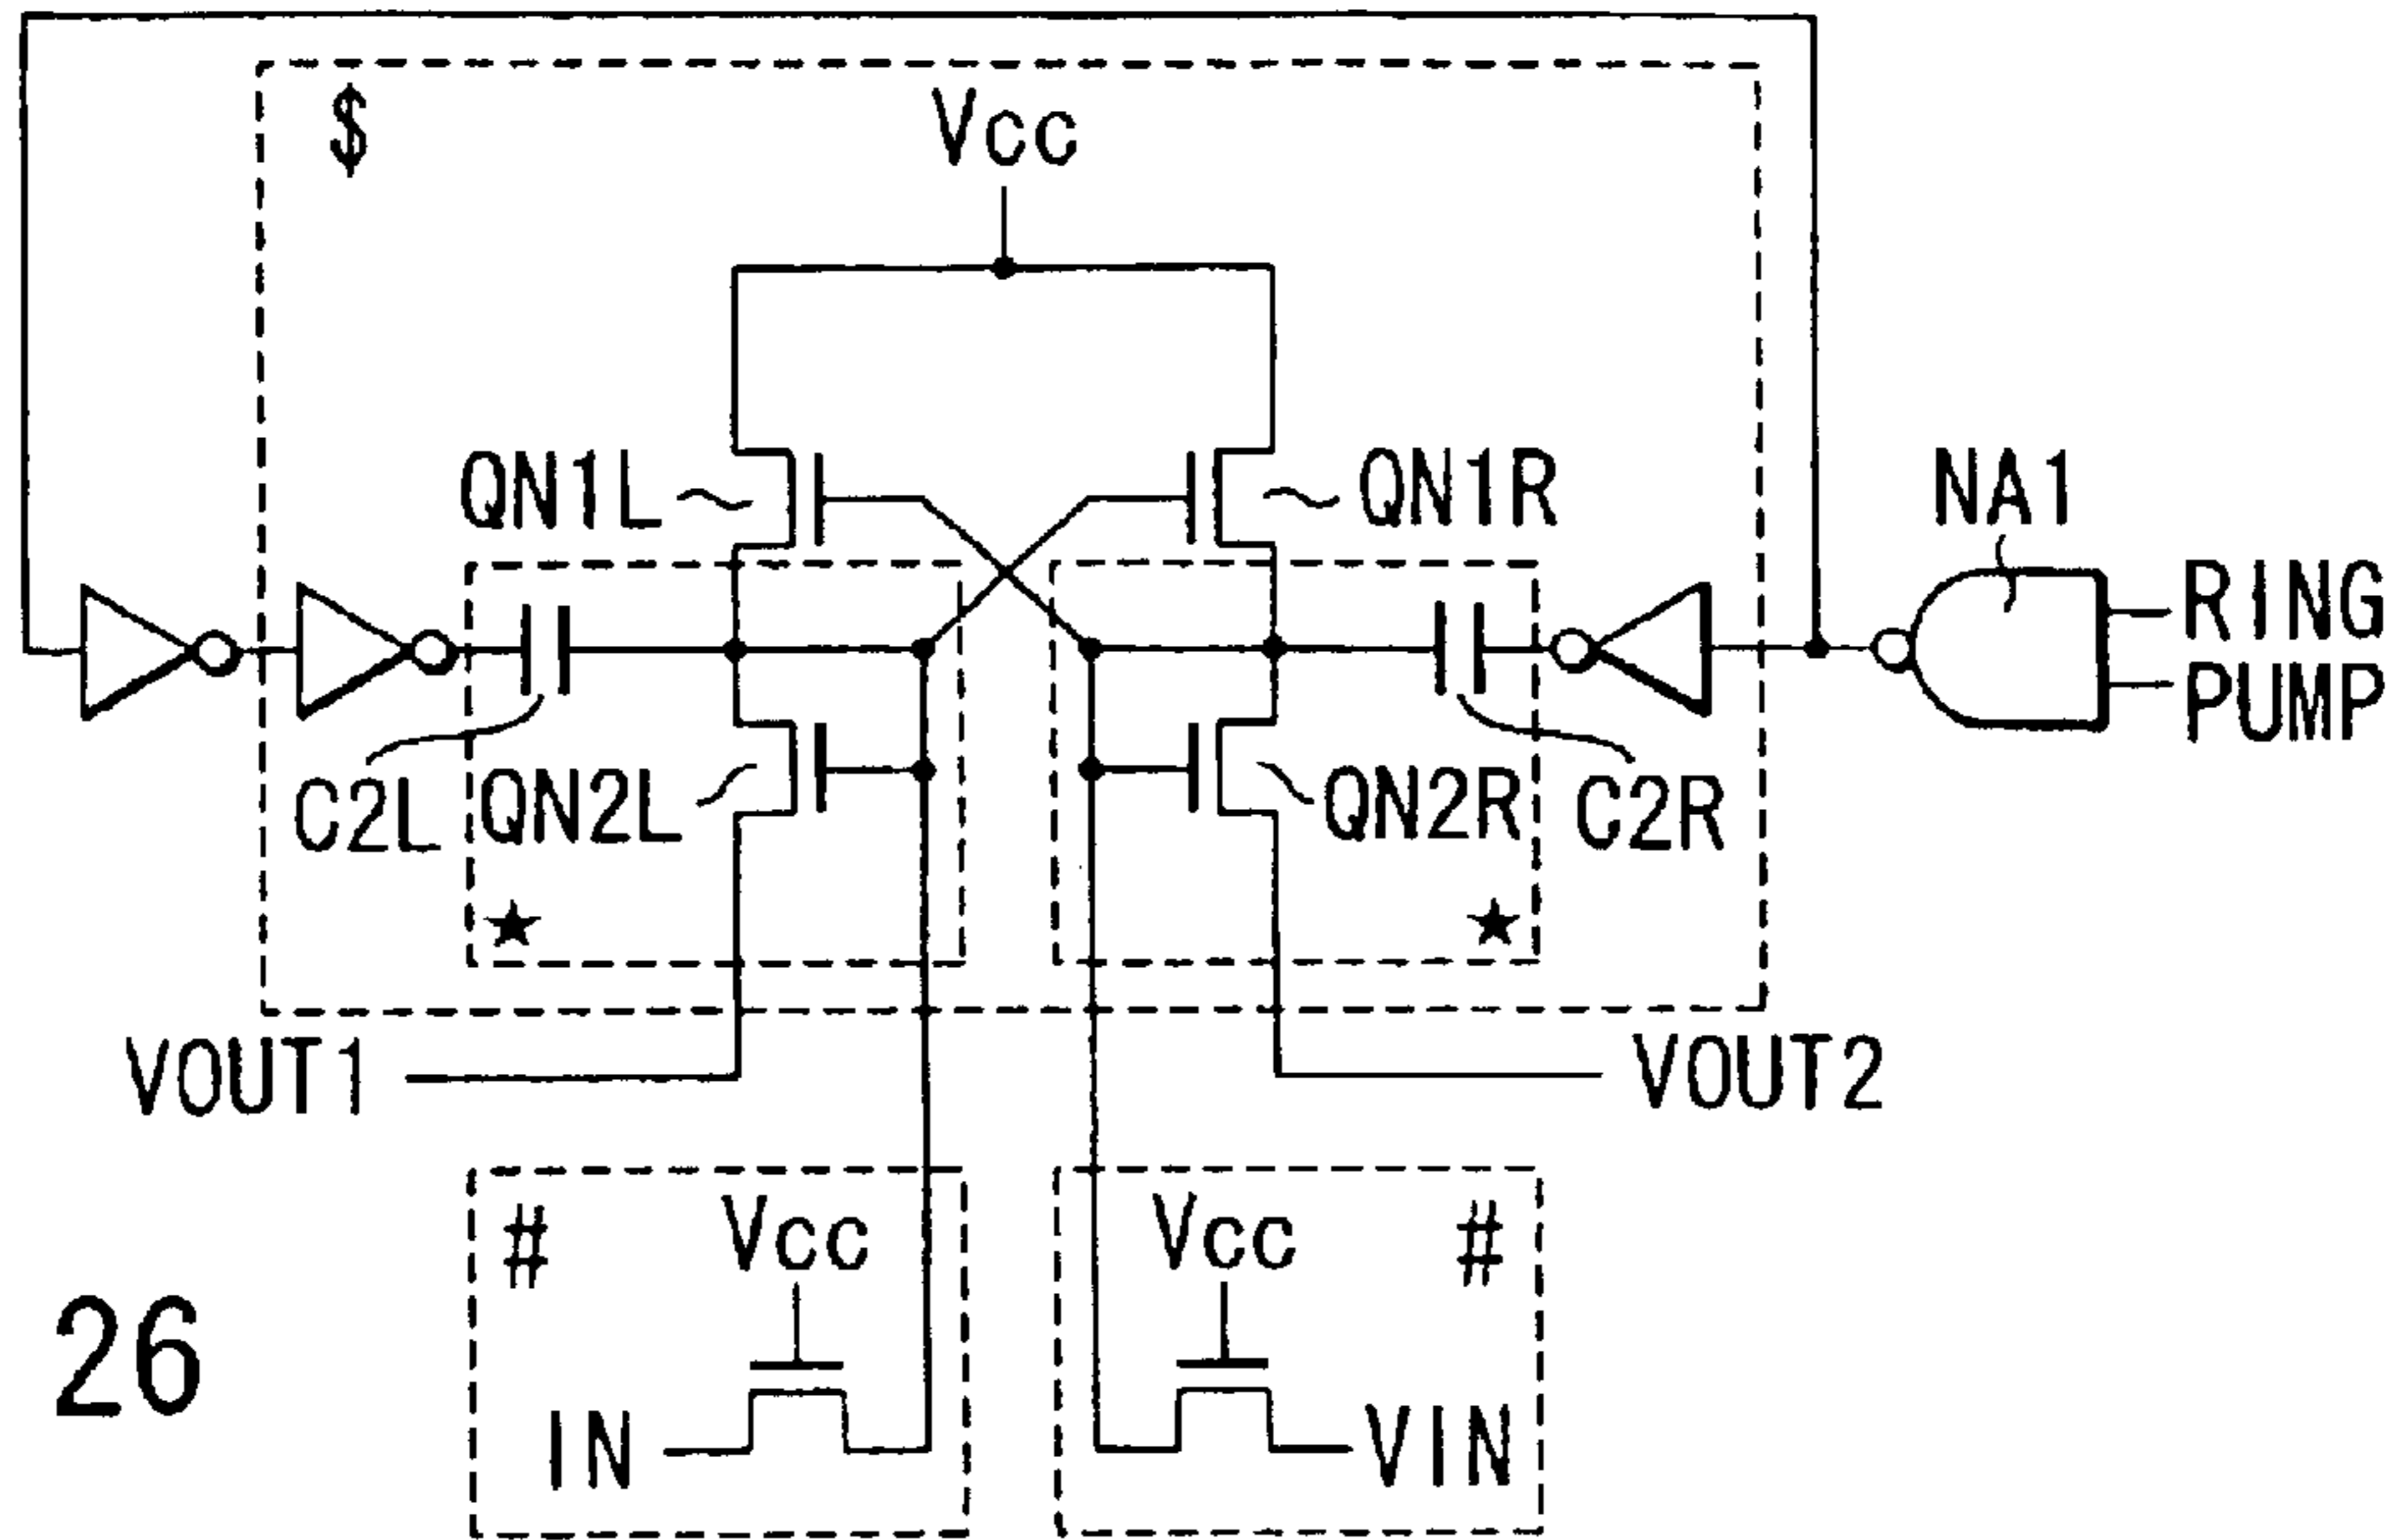 $
Vcc
QN1L
QN1R
NA1
RING
PUMP
C2L
QN2L
QN2R
C2R
★
★
VOUT1
VOUT2
#
Vcc
Vcc
#
26
IN
VIN